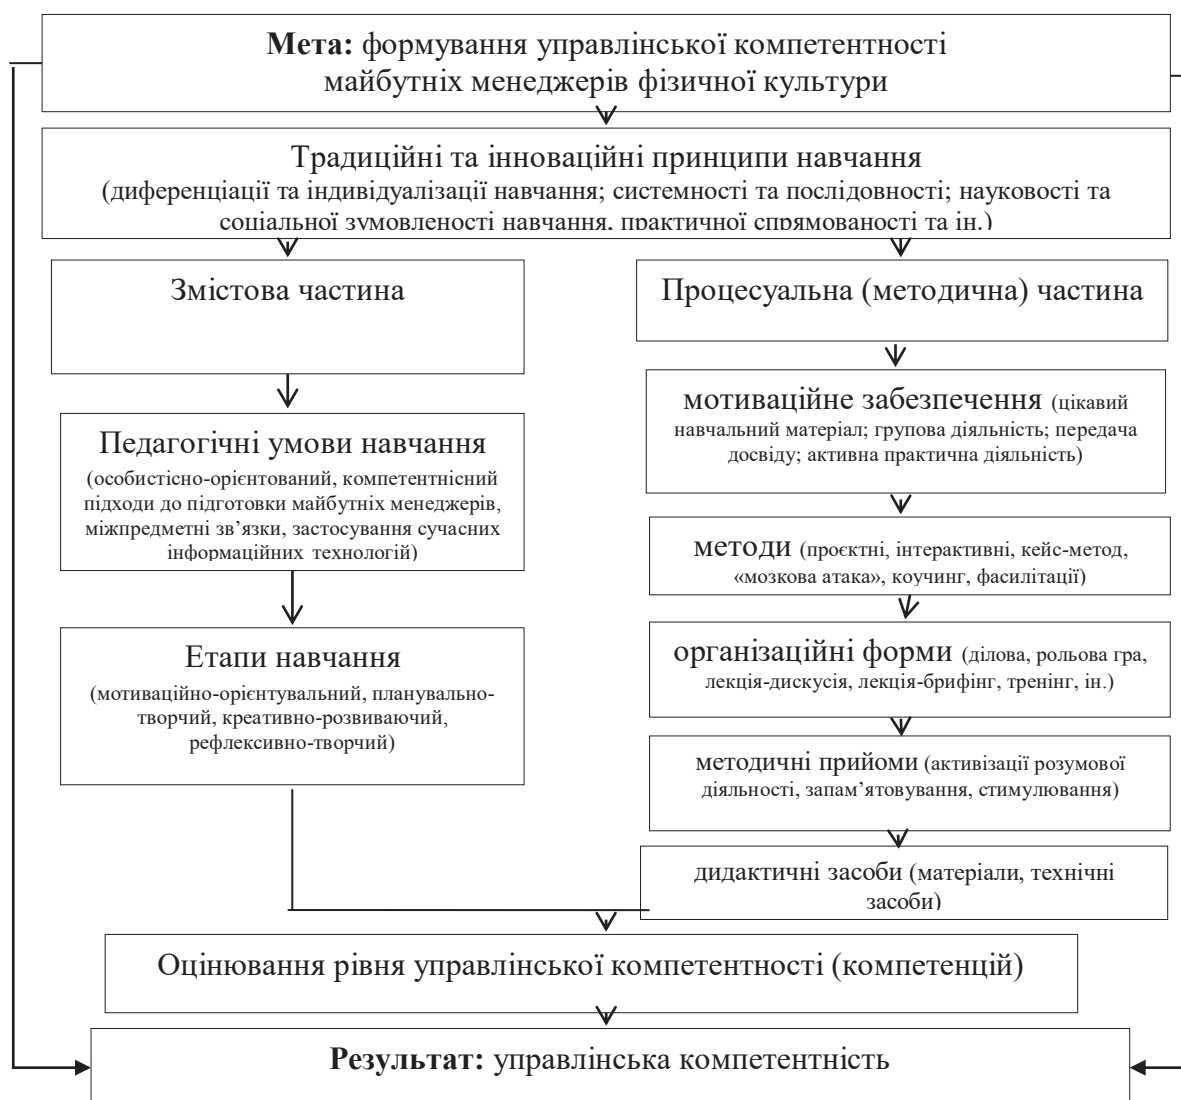 Мета: формування управлінської компетентності
майбутніх менеджерів фізичної культури
Традиційні та інноваційні принципи навчання
(диференціації та індивідуалізації навчання; системності та послідовності; науковості та
соціальної зумовленості навчання, практичної спрямованості та ін.)
Змістова частина
Педагогічні умови навчання
(особистісно-орієнтований, компетентнісний
підходи до підготовки майбутніх менеджерів,
міжпредметні зв’язки, застосування сучасних
інформаційних технологій)
Етапи навчання
(мотиваційно-орієнтувальний, планувально-
творчий, креативно-розвиваючий,
рефлексивно-творчий)
Процесуальна (методична) частина
мотиваційне забезпечення (цікавий
навчальний матеріал; групова діяльність; передача
досвіду; активна практична діяльність)
методи (проєктні, інтерактивні, кейс-метод,
«мозкова атака», коучинг, фасилітації)
організаційні форми (ділова, рольова гра,
лекція-дискусія, лекція-брифінг, тренінг, ін.)
методичні прийоми (активізації розумової
діяльності, запам’ятовування, стимулювання)
дидактичні засоби (матеріали, технічні
засоби)
Оцінювання рівня управлінської компетентності (компетенцій)
Результат: управлінська компетентність